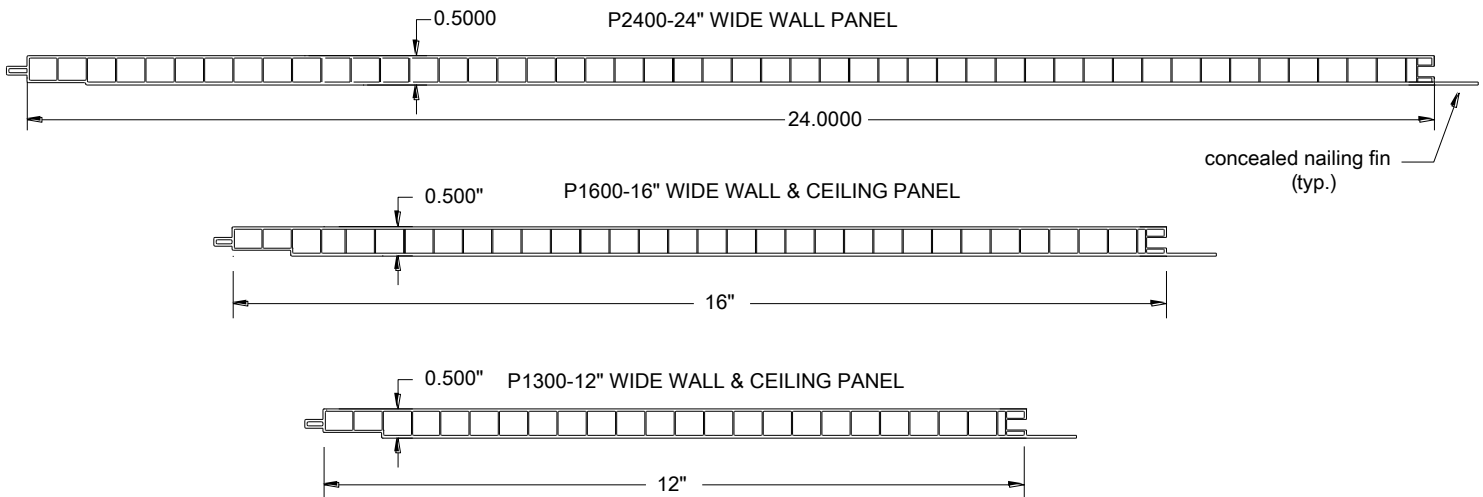 0.5000
P2400-24" WIDE WALL PANEL
24.0000
concealed nailing fin
(typ.)
0.500"
P1600-16" WIDE WALL & CEILING PANEL
16"
0.500"
P1300-12" WIDE WALL & CEILING PANEL
12"